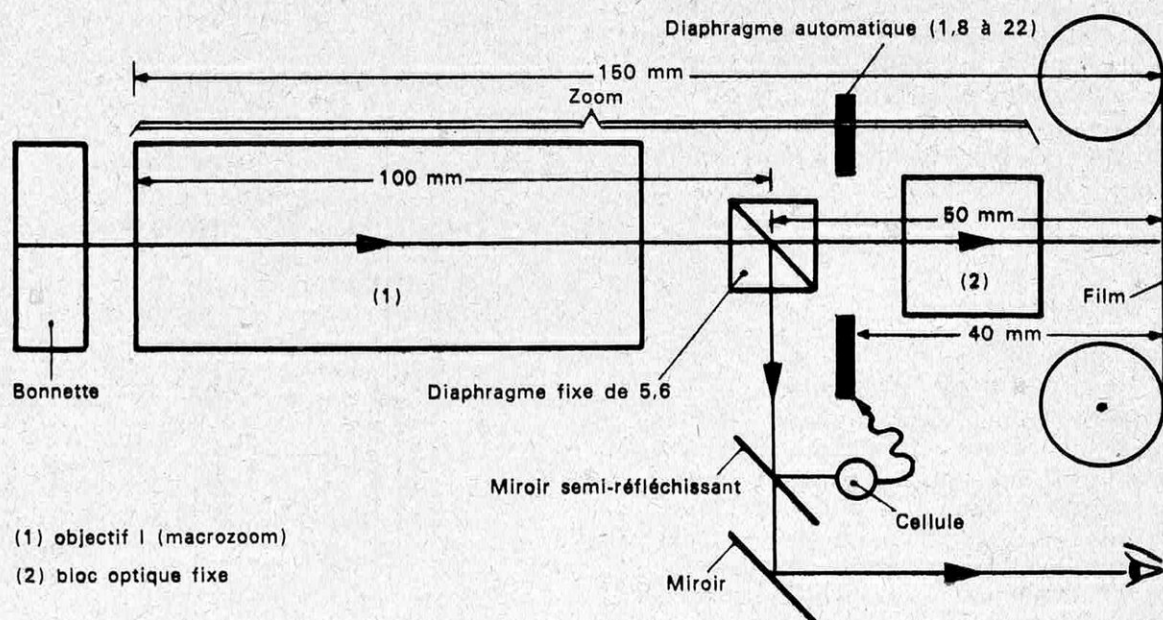 Diaphragme automatique (1,8 à 22)
150 mm
Zoom
100 mm
50 mm
(1)
(2)
Film
40 mm
Bonnette
Diaphragme fixe de 5,6
Miroir semi-réfléchissant
Cellule
(1) objectif I (macrozoom)
(2) bloc optique fixe
Miroir